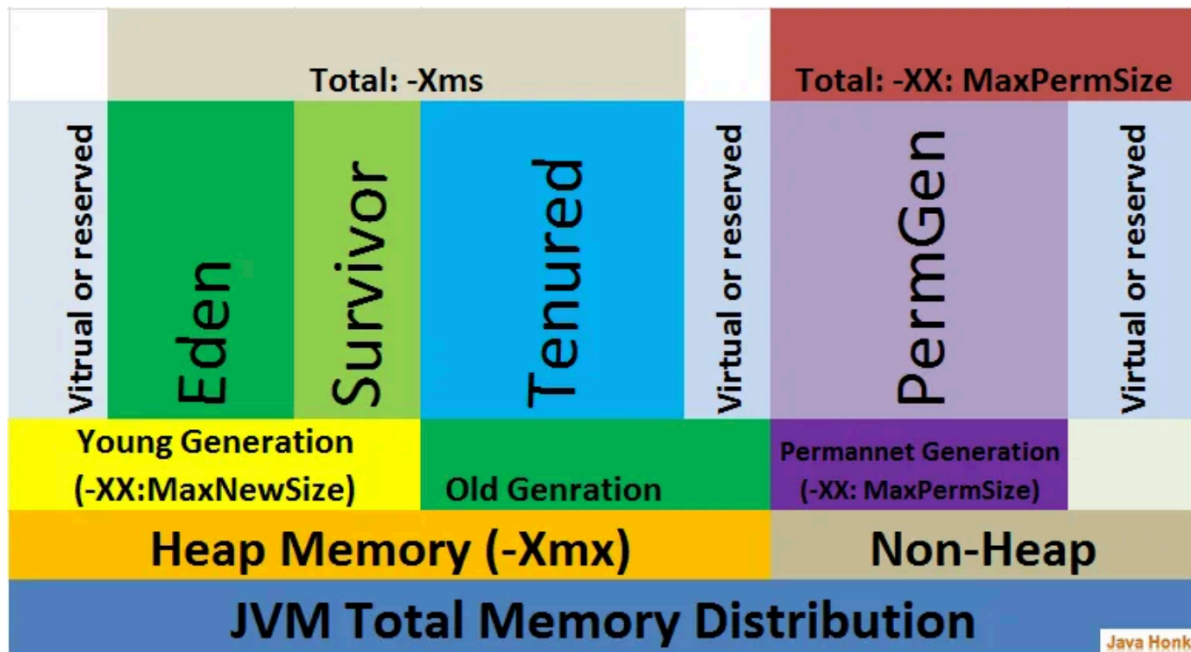 Total: -Xms
Total: -XX: MaxPermSize
Vitrual or reserved
Eden
Survivor
Tenured
Virtual or reserved
PermGen
Virtual or reserved
Young Generation
(-XX:MaxNewSize)
Old Genration
Permannet Generation
(-XX: MaxPermSize)
Heap Memory (-Xmx)
Non-Heap
JVM Total Memory Distribution
Java Honk